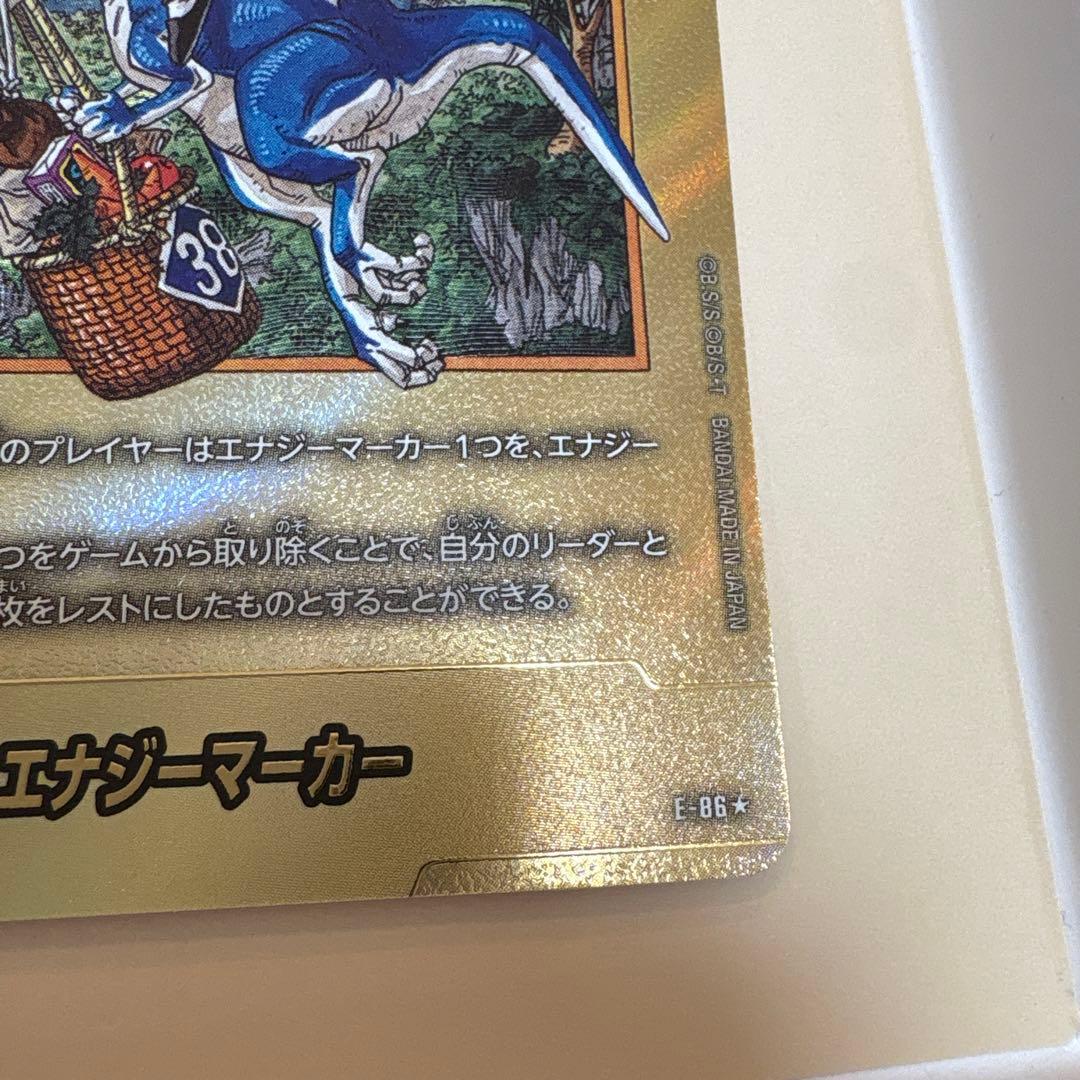 38
©B.S/S ©B/S・T BANDAI MADE IN JAPAN
のプレイヤーはエナジーマーカー1つを、エナジー
つをゲームから取り除くことで、自分のリーダーと
枚をレストにしたものとすることができる。
エナジーマーカー
E-86★